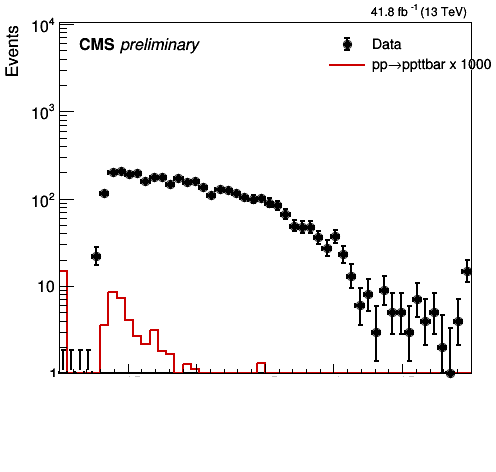 41.8 fb⁻¹ (13 TeV)
10⁴
Events
CMS preliminary
Data
pp→ppttbar x 1000
10³
10²
10
1